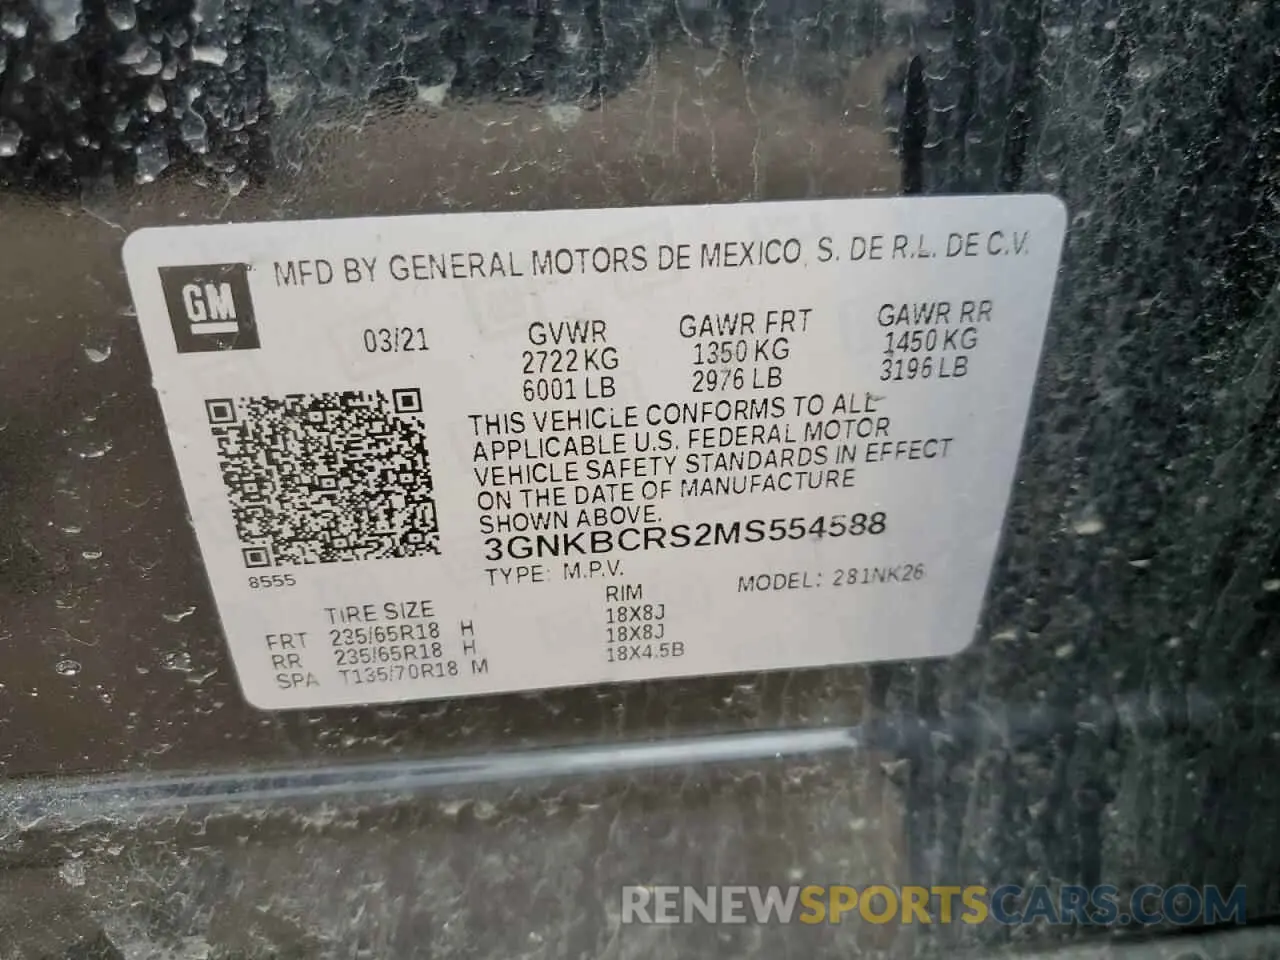 MFD BY GENERAL MOTORS DE MEXICO, S. DE R.L. DE C.V.
GM
03/21
GVWR GAWR FRT GAWR RR
2722 KG 1350 KG 1450 KG
6001 LB 2976 LB 3196 LB
THIS VEHICLE CONFORMS TO ALL
APPLICABLE U.S. FEDERAL MOTOR
VEHICLE SAFETY STANDARDS IN EFFECT
ON THE DATE OF MANUFACTURE
SHOWN ABOVE.
3GNKBCRS2MS554588
8555
TYPE: M.P.V. MODEL: 281NK26
TIRE SIZE RIM
FRT 235/65R18 H 18X8J
RR 235/65R18 H 18X8J
SPA T135/70R18 M 18X4.5B
RENEWSPORTSCARS.COM